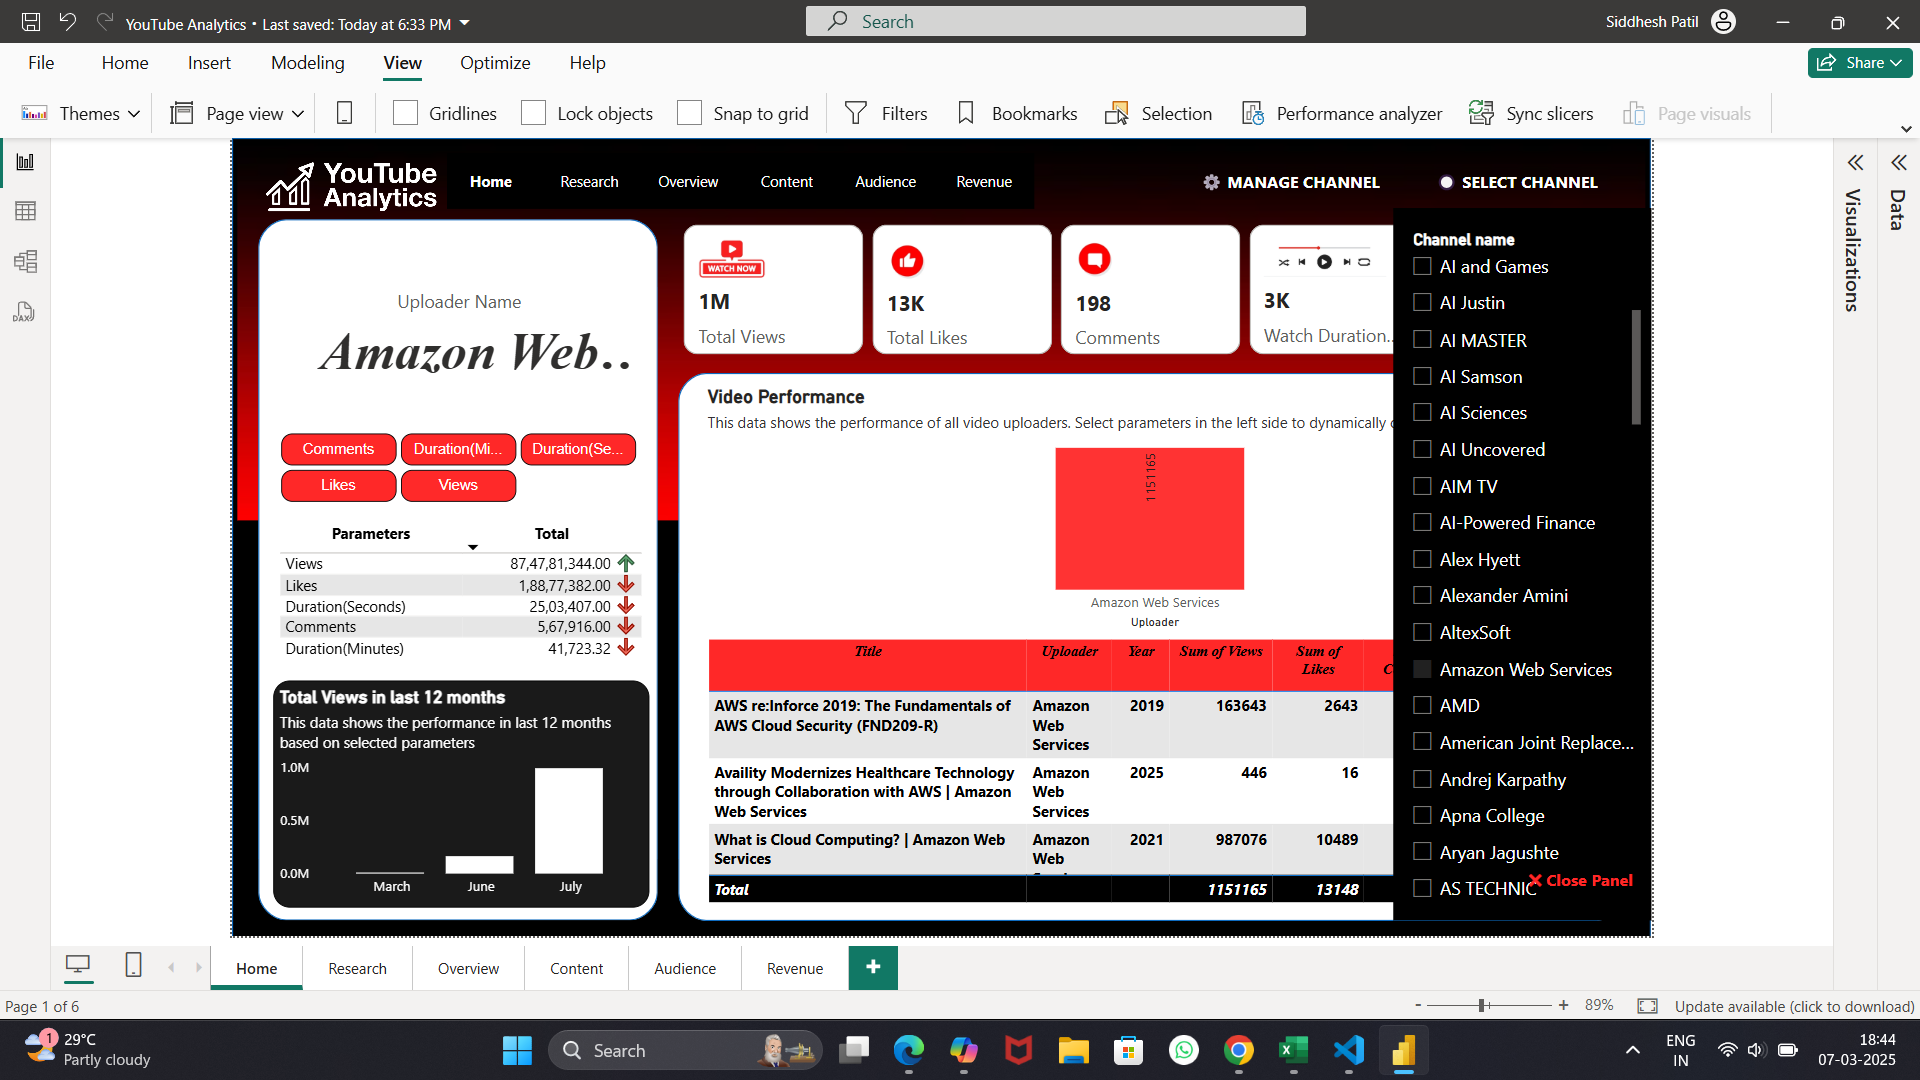 YouTube Analytics • Last saved: Today at 6:33 PM
Search
Siddhesh Patil
File
Home
Insert
Modeling
View
Optimize
Help
Share
Themes
Page view
Gridlines
Lock objects
Snap to grid
Filters
Bookmarks
Selection
Performance analyzer
Sync slicers
Page visuals
DAX
YouTube
Analytics
Home
Research
Overview
Content
Audience
Revenue
MANAGE CHANNEL
SELECT CHANNEL
Uploader Name
Amazon Web..
Comments
Duration(Mi...
Duration(Se...
Likes
Views
Parameters Total
Views 87,47,81,344.00
Likes 1,88,77,382.00
Duration(Seconds) 25,03,407.00
Comments 5,67,916.00
Duration(Minutes) 41,723.32
Total Views in last 12 months
This data shows the performance in last 12 months
based on selected parameters
1.0M
0.5M
0.0M
March
June
July
WATCH NOW
1M
Total Views
13K
Total Likes
198
Comments
3K
Watch Duration..
Video Performance
This data shows the performance of all video uploaders. Select parameters in the left side to dynamically
1151165
Amazon Web Services
Uploader
Title Uploader Year Sum of Views Sum of
Likes C
AWS re:Inforce 2019: The Fundamentals of Amazon 2019 163643 2643
AWS Cloud Security (FND209-R) Web
Services
Availity Modernizes Healthcare Technology Amazon 2025 446 16
through Collaboration with AWS | Amazon Web
Web Services Services
What is Cloud Computing? | Amazon Web Amazon 2021 987076 10489
Services Web
Total 1151165 13148
Channel name
AI and Games
AI Justin
AI MASTER
AI Samson
AI Sciences
AI Uncovered
AIM TV
AI-Powered Finance
Alex Hyett
Alexander Amini
AltexSoft
Amazon Web Services
AMD
American Joint Replace...
Andrej Karpathy
Apna College
Aryan Jagushte
AS TECHNIC
Close Panel
Visualizations
Data
Home
Research
Overview
Content
Audience
Revenue
+
Page 1 of 6
- + 89%
Update available (click to download)
1
29°C
Partly cloudy
Search
ENG
IN
18:44
07-03-2025